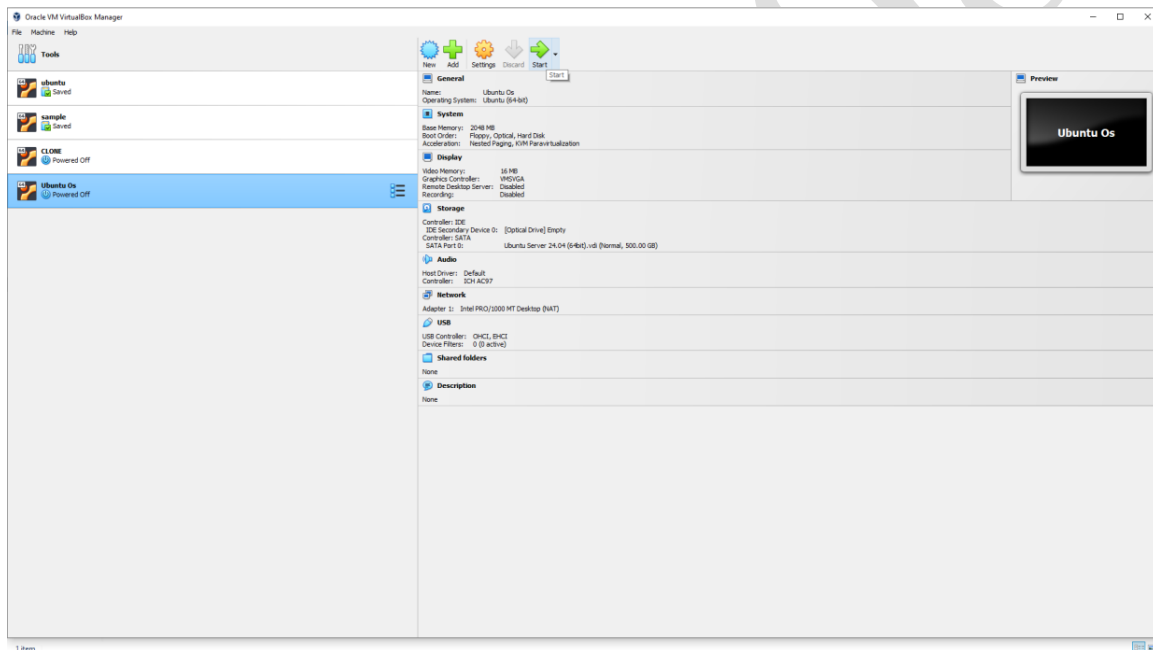 Oracle VM VirtualBox Manager
File Machine Help
Tools
New Add Settings Discard Start
Start
ubuntu
Saved
sample
Saved
CLONE
Powered Off
Ubuntu Os
Powered Off
General
Name: Ubuntu Os
Operating System: Ubuntu (64-bit)
System
Base Memory: 2048 MB
Boot Order: Floppy, Optical, Hard Disk
Acceleration: Nested Paging, KVM Paravirtualization
Display
Video Memory: 16 MB
Graphics Controller: VMSVGA
Remote Desktop Server: Disabled
Recording: Disabled
Storage
Controller: IDE
IDE Secondary Device 0: [Optical Drive] Empty
Controller: SATA
SATA Port 0: Ubuntu Server 24.04 (64bit).vdi (Normal, 500.00 GB)
Audio
Host Driver: Default
Controller: ICH AC97
Network
Adapter 1: Intel PRO/1000 MT Desktop (NAT)
USB
USB Controller: OHCI, EHCI
Device Filters: 0 (0 active)
Shared folders
None
Description
None
Preview
Ubuntu Os
1 item